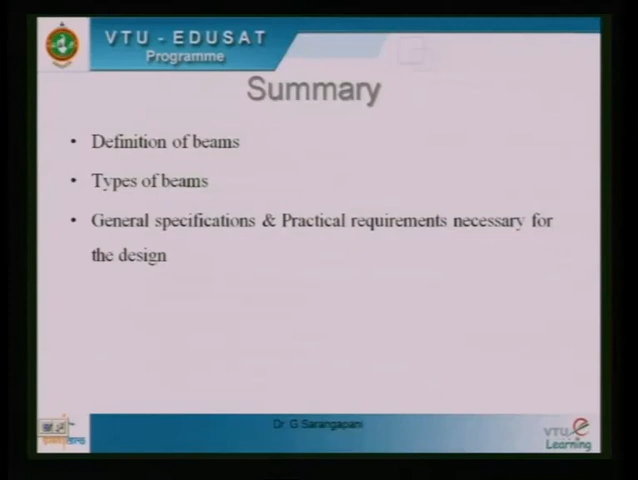 VTU - EDUSAT
Programme
Summary
• Definition of beams
• Types of beams
• General specifications & Practical requirements necessary for
the design
Dr. G Sarangapani
VTU e
Learning